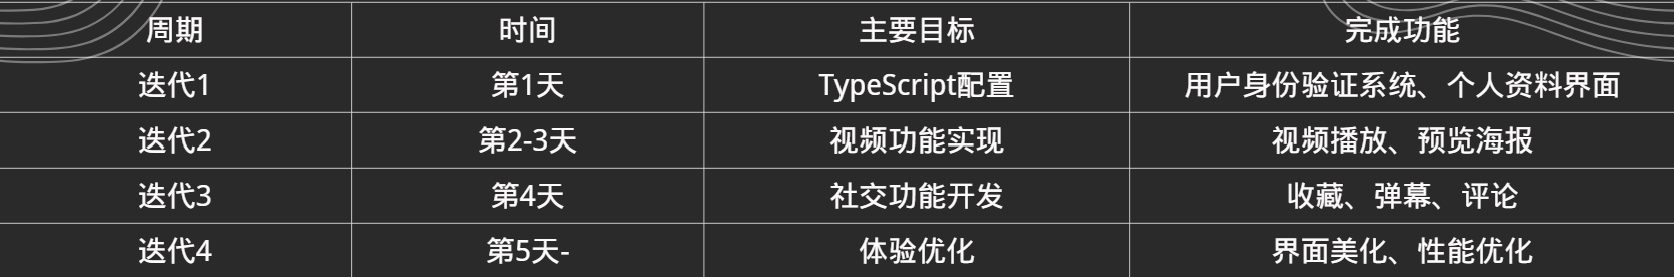 周期 时间 主要目标 完成功能
迭代1 第1天 TypeScript配置 用户身份验证系统、个人资料界面
迭代2 第2-3天 视频功能实现 视频播放、预览海报
迭代3 第4天 社交功能开发 收藏、弹幕、评论
迭代4 第5天- 体验优化 界面美化、性能优化